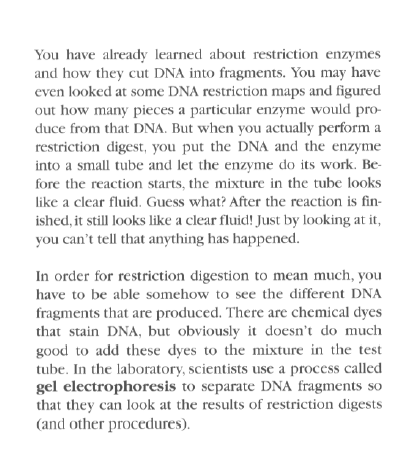 You have already learned about restriction enzymes
and how they cut DNA into fragments. You may have
even looked at some DNA restriction maps and figured
out how many pieces a particular enzyme would pro-
duce from that DNA. But when you actually perform a
restriction digest, you put the DNA and the enzyme
into a small tube and let the enzyme do its work. Be-
fore the reaction starts, the mixture in the tube looks
like a clear fluid. Guess what? After the reaction is fin-
ished, it still looks like a clear fluid! Just by looking at it,
you can't tell that anything has happened.

In order for restriction digestion to mean much, you
have to be able somehow to see the different DNA
fragments that are produced. There are chemical dyes
that stain DNA, but obviously it doesn't do much
good to add these dyes to the mixture in the test
tube. In the laboratory, scientists use a process called
gel electrophoresis to separate DNA fragments so
that they can look at the results of restriction digests
(and other procedures).